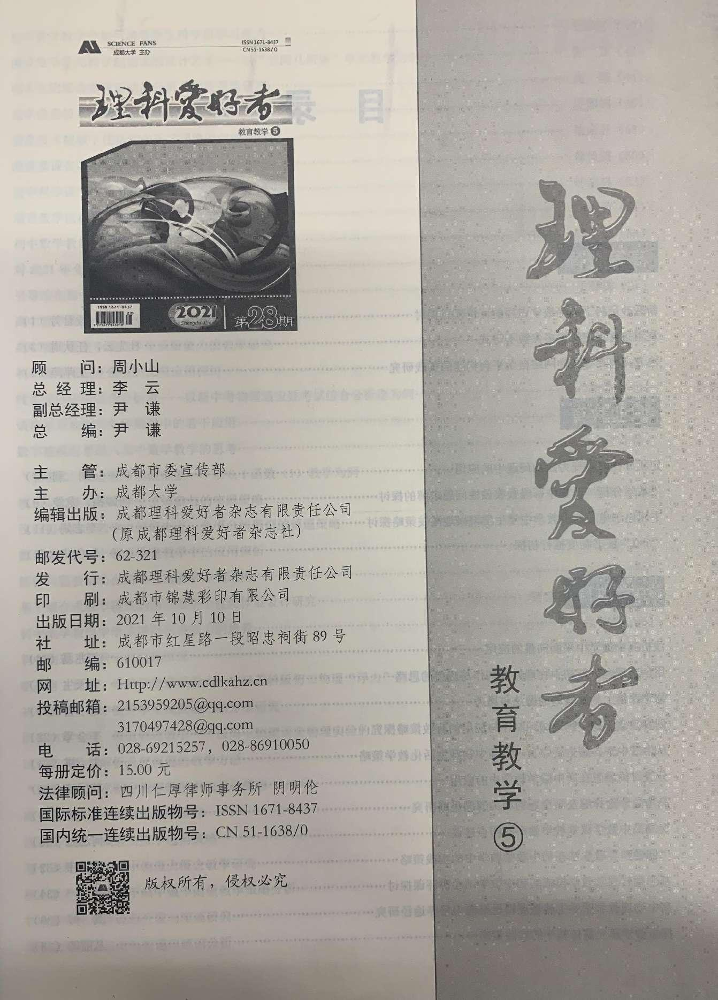 SCIENCE FANS
成都大学 主办
ISSN 1671-8437
CN 51-1638/O
理科爱好者
教育教学❺
ISSN 1671-8437
2021
Chengdu
第28期
顾 问：周小山
总 经 理：李 云
副总经理：尹 谦
总 编：尹 谦
主 管：成都市委宣传部
主 办：成都大学
编辑出版：成都理科爱好者杂志有限责任公司
（原成都理科爱好者杂志社）
邮发代号：62-321
发 行：成都理科爱好者杂志有限责任公司
印 刷：成都市锦慧彩印有限公司
出版日期：2021 年 10 月 10 日
社 址：成都市红星路一段昭忠祠街 89 号
邮 编：610017
网 址：Http://www.cdlkahz.cn
投稿邮箱：2153959205@qq.com
3170497428@qq.com
电 话：028-69215257，028-86910050
每册定价：15.00 元
法律顾问：四川仁厚律师事务所 阴明伦
国际标准连续出版物号：ISSN 1671-8437
国内统一连续出版物号：CN 51-1638/O
版权所有，侵权必究
理科爱好者
教育教学⑤